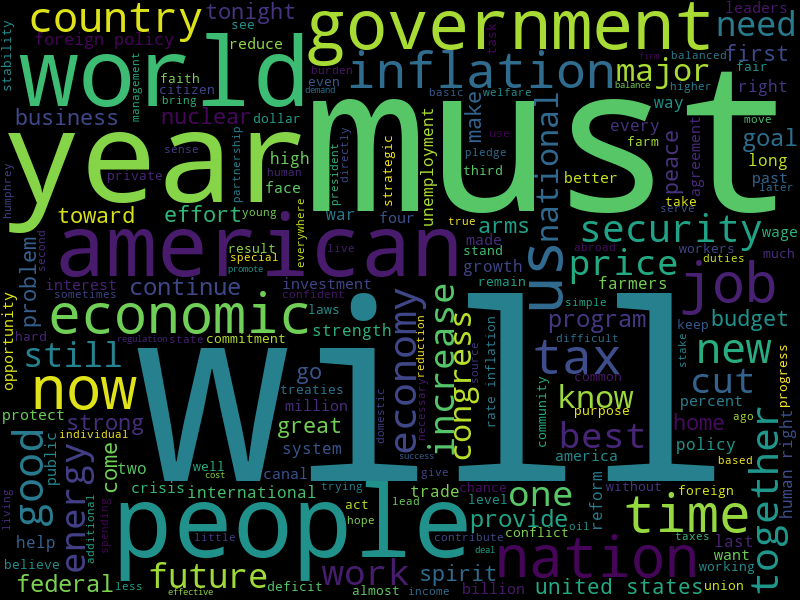 country
tonight
government
need
leaders
foreign policy
see
reduce
task
firm
balanced
fair
stability
world
management
faith
citizen
bring
burden
even
demand
inflation
basic
welfare
balance
major
higher
first
right
business
nuclear
dollar
make
way
use
move
year
must
private
sense
partnership
high
human
face
directly
president
strategic
unemployment
pledge
third
national
every
farm
better
peace
agreement
goal
long
past
later
take
serve
humphrey
toward
effort
young
everywhere
war
four
true
arms
us
security
wage
american
result
special
promote
live
made
stand
growth
remain
price
abroad
workers
duties
much
problem
second
interest
sometimes
continue
investment
confident
laws
strength
farmers
job
simple
opportunity
economic
hard
regulation
state
commitment
economy
increase
congress
reduction
source
rate inflation
program
difficult
budget
keep
stake
progress
still
will
go
treaties
million
great
system
domestic
necessary
tax
common
new
cut
percent
now
protect
strong
individual
public
know
purpose
best
community
home
ago
policy
based
together
human right
good
energy
come
two
well
cost
crisis
international
canal
trying
success
give
america
reform
without
foreign
living
additional
spending
people
little
act
hope
lead
trade
contribute
chance
level
provide
one
conflict
oil
time
taxes
last
want
working
help
believe
federal
less
future
effective
deficit
almost
work
income
spirit
billion
deal
nation
united states
union